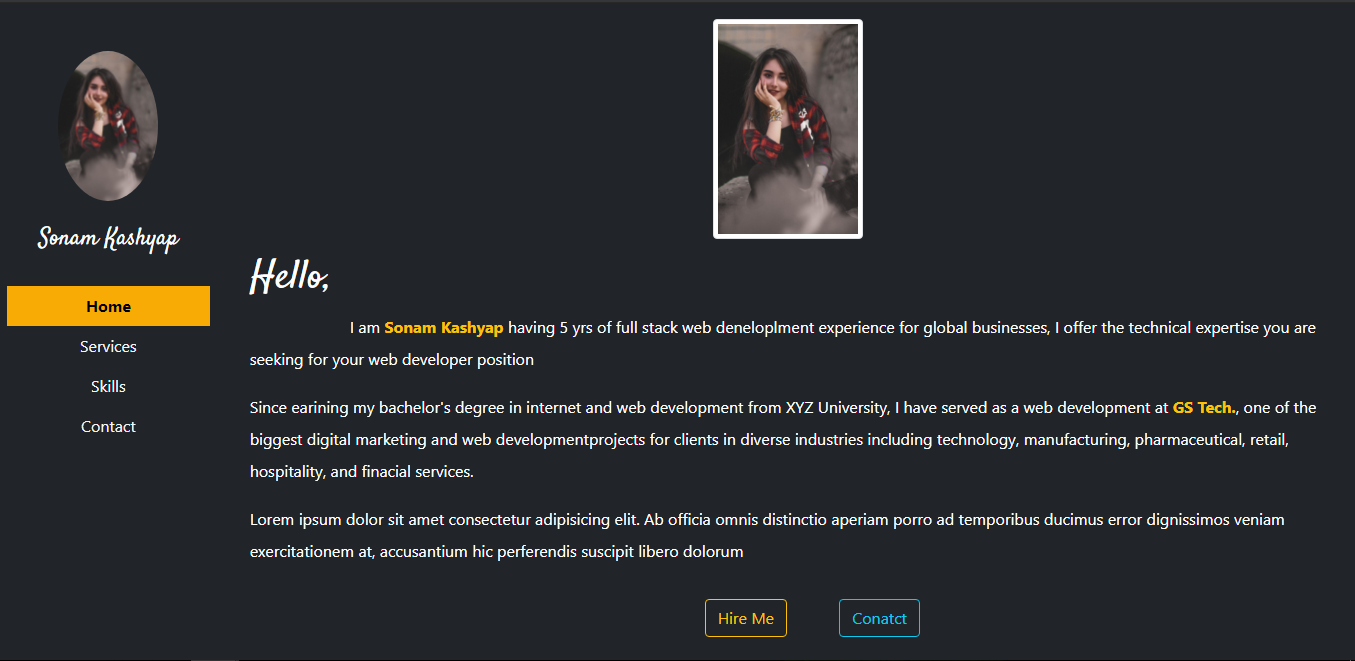 Sonam Kashyap
Home
Services
Skills
Contact
Hello,
I am Sonam Kashyap having 5 yrs of full stack web deneloplment experience for global businesses, I offer the technical expertise you are
seeking for your web developer position
Since earining my bachelor's degree in internet and web development from XYZ University, I have served as a web development at GS Tech., one of the
biggest digital marketing and web developmentprojects for clients in diverse industries including technology, manufacturing, pharmaceutical, retail,
hospitality, and finacial services.
Lorem ipsum dolor sit amet consectetur adipisicing elit. Ab officia omnis distinctio aperiam porro ad temporibus ducimus error dignissimos veniam
exercitationem at, accusantium hic perferendis suscipit libero dolorum
Hire Me
Conatct